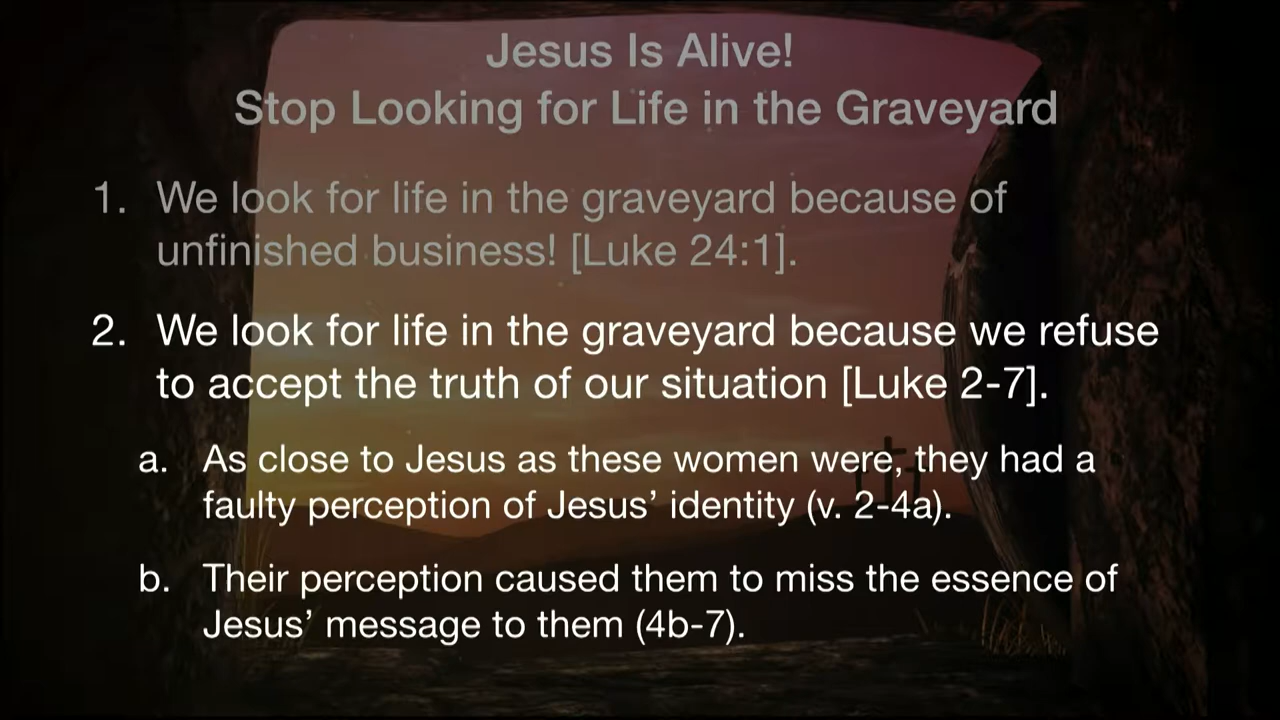 Jesus Is Alive!
Stop Looking for Life in the Graveyard
1. We look for life in the graveyard because of
unfinished business! [Luke 24:1].
2. We look for life in the graveyard because we refuse
to accept the truth of our situation [Luke 2-7].
a. As close to Jesus as these women were, they had a
faulty perception of Jesus’ identity (v. 2-4a).
b. Their perception caused them to miss the essence of
Jesus’ message to them (4b-7).